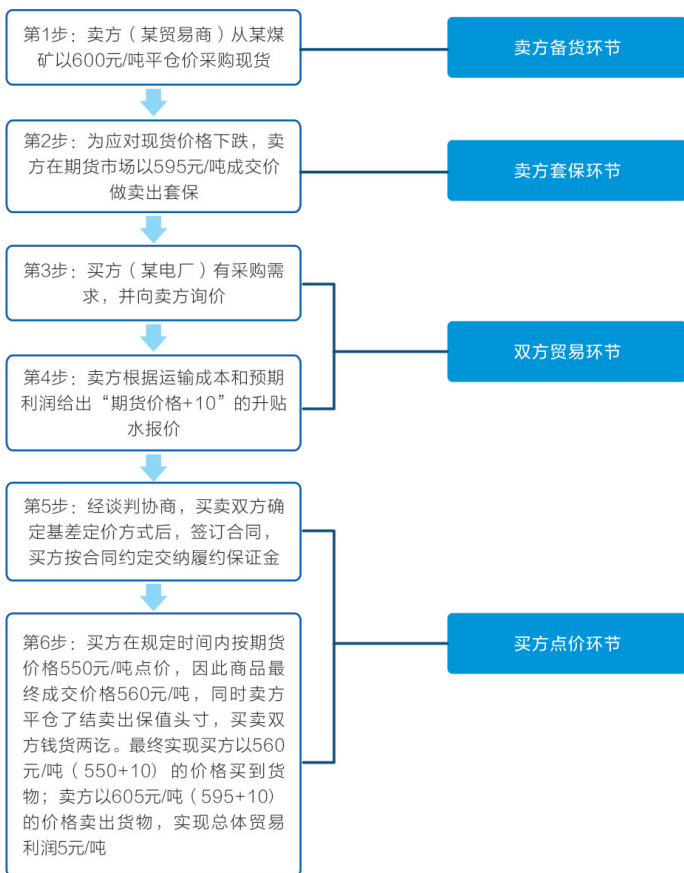 第1步：卖方（某贸易商）从某煤
矿以600元/吨平仓价采购现货
卖方备货环节
第2步：为应对现货价格下跌，卖
方在期货市场以595元/吨成交价
做卖出套保
卖方套保环节
第3步：买方（某电厂）有采购需
求，并向卖方询价
第4步：卖方根据运输成本和预期
利润给出“期货价格+10”的升贴
水报价
双方贸易环节
第5步：经谈判协商，买卖双方确
定基差定价方式后，签订合同，
买方按合同约定交纳履约保证金
第6步：买方在规定时间内按期货
价格550元/吨点价，因此商品最
终成交价格560元/吨，同时卖方
平仓了结卖出保值头寸，买卖双
方钱货两讫。最终实现买方以560
元/吨（550+10）的价格买到货
物；卖方以605元/吨（595+10）
的价格卖出货物，实现总体贸易
利润5元/吨
买方点价环节